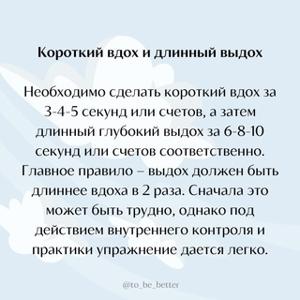 Короткий вдох и длинный выдох
Необходимо сделать короткий вдох за
3-4-5 секунд или счетов, а затем
длинный глубокий выдох за 6-8-10
секунд или счетов соответственно.
Главное правило – выдох должен быть
длиннее вдоха в 2 раза. Сначала это
может быть трудно, однако под
действием внутреннего контроля и
практики упражнение дается легко.
@to_be_better